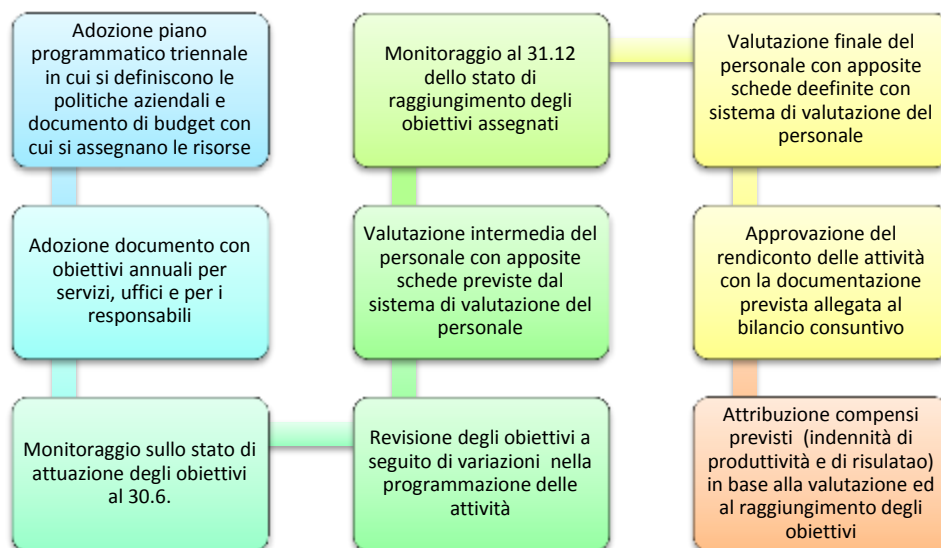 Adozione piano
programmatico triennale
in cui si definiscono le
politiche aziendali e
documento di budget con
cui si assegnano le risorse
Adozione documento con
obiettivi annuali per
servizi, uffici e per i
responsabili
Monitoraggio sullo stato di
attuazione degli obiettivi
al 30.6.
Revisione degli obiettivi a
seguito di variazioni nella
programmazione delle
attività
Valutazione intermedia del
personale con apposite
schede previste dal
sistema di valutazione del
personale
Monitoraggio al 31.12
dello stato di
raggiungimento degli
obiettivi assegnati
Valutazione finale del
personale con apposite
schede deefinite con
sistema di valutazione del
personale
Approvazione del
rendiconto delle attività
con la documentazione
prevista allegata al
bilancio consuntivo
Attribuzione compensi
previsti (indennità di
produttività e di risulatao)
in base alla valutazione ed
al raggiungimento degli
obiettivi